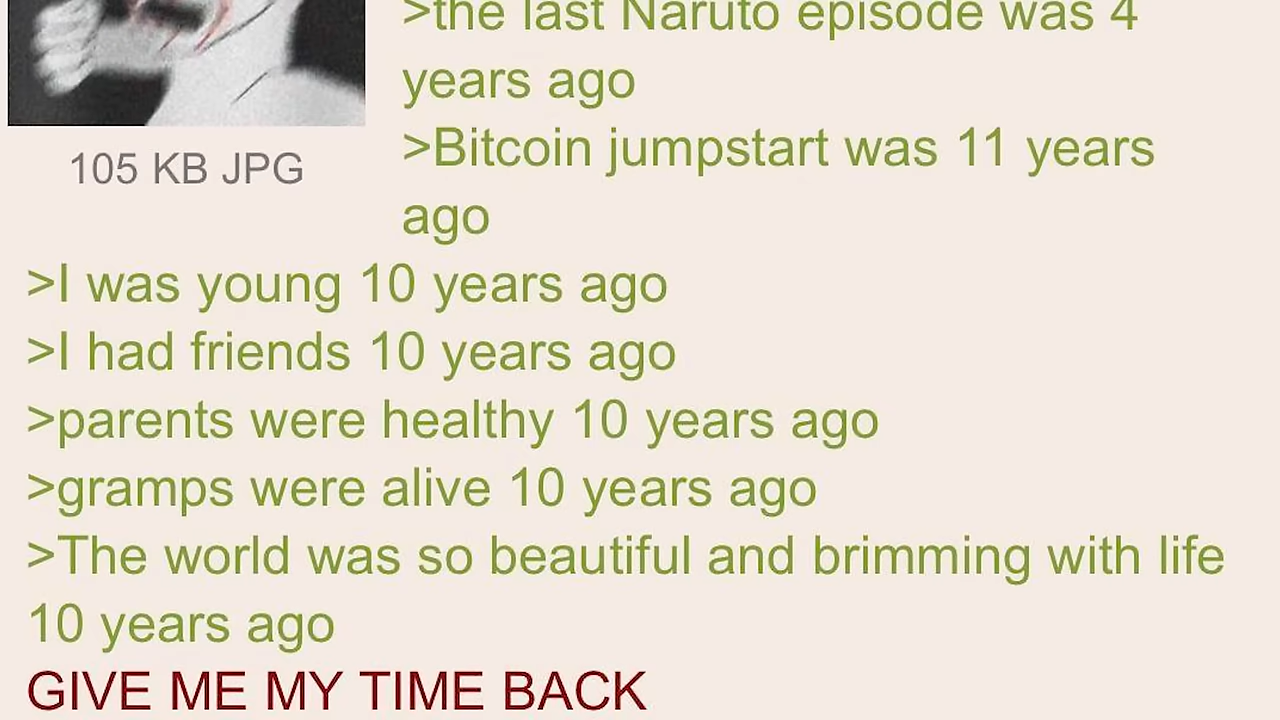 >the last Naruto episode was 4
years ago
>Bitcoin jumpstart was 11 years
ago
105 KB JPG
>I was young 10 years ago
>I had friends 10 years ago
>parents were healthy 10 years ago
>gramps were alive 10 years ago
>The world was so beautiful and brimming with life
10 years ago
GIVE ME MY TIME BACK